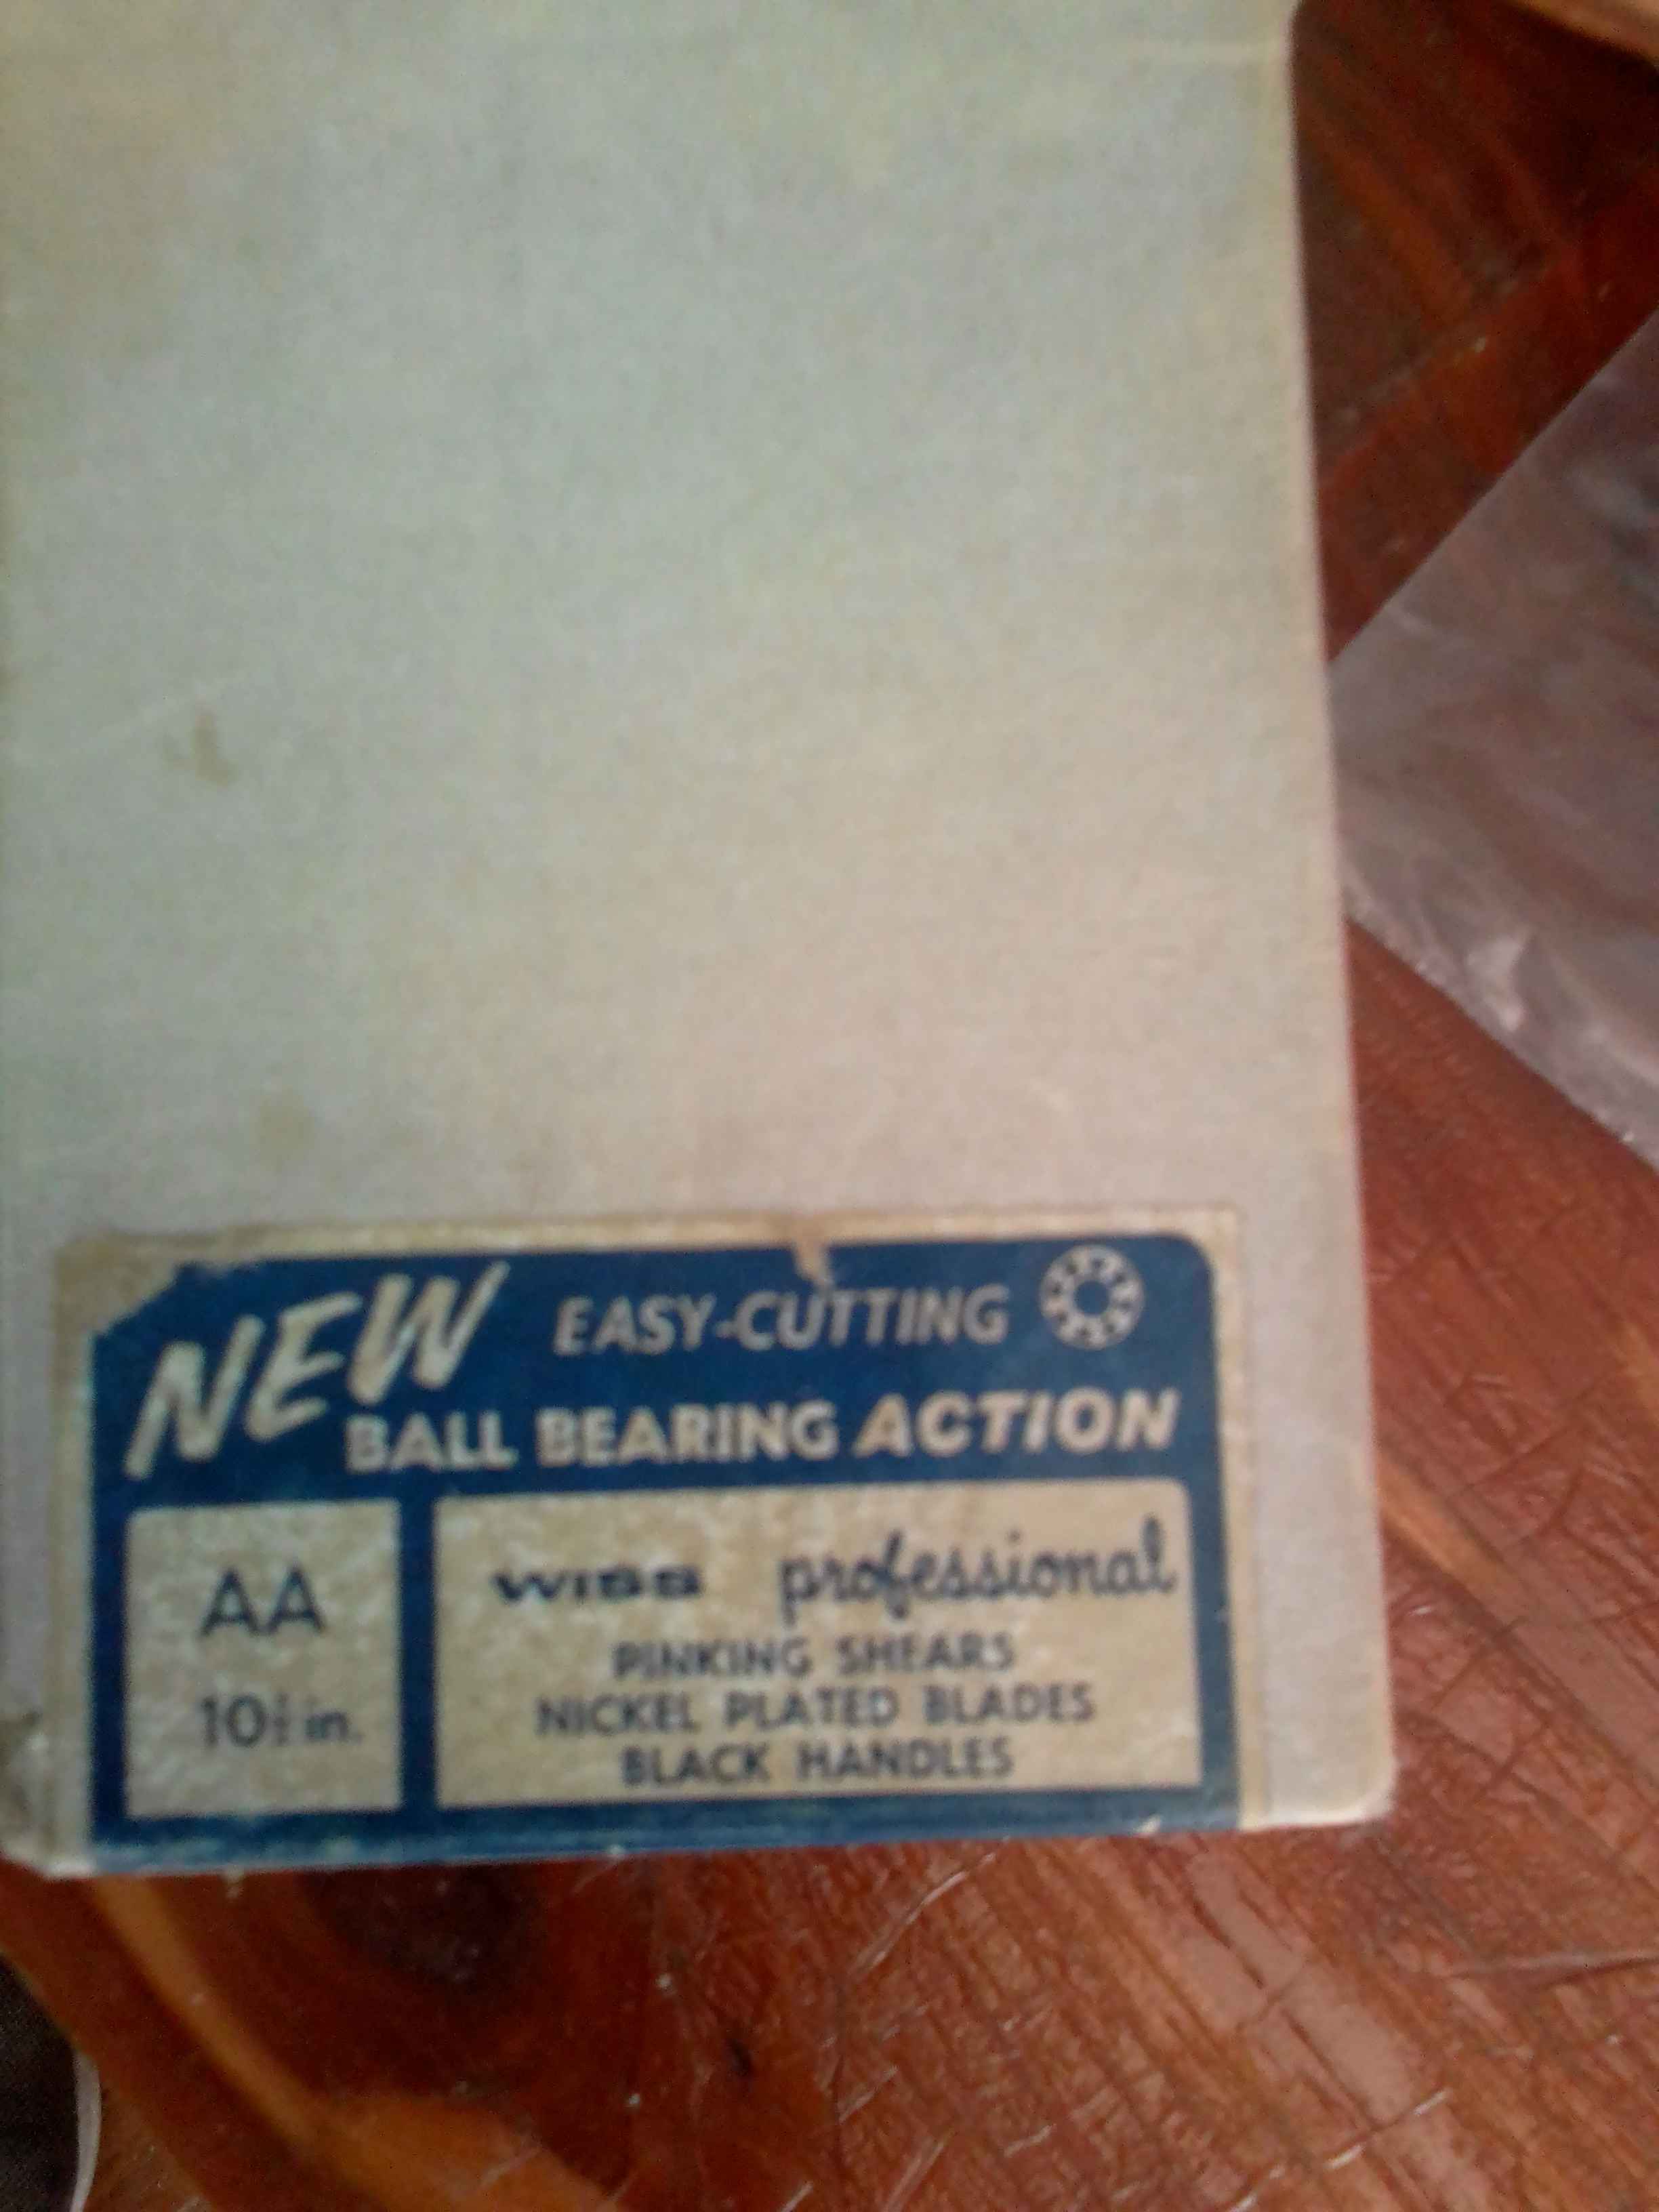 NEW EASY-CUTTING
BALL BEARING ACTION
AA
10½ in.
WISS professional
PINKING SHEARS
NICKEL PLATED BLADES
BLACK HANDLES